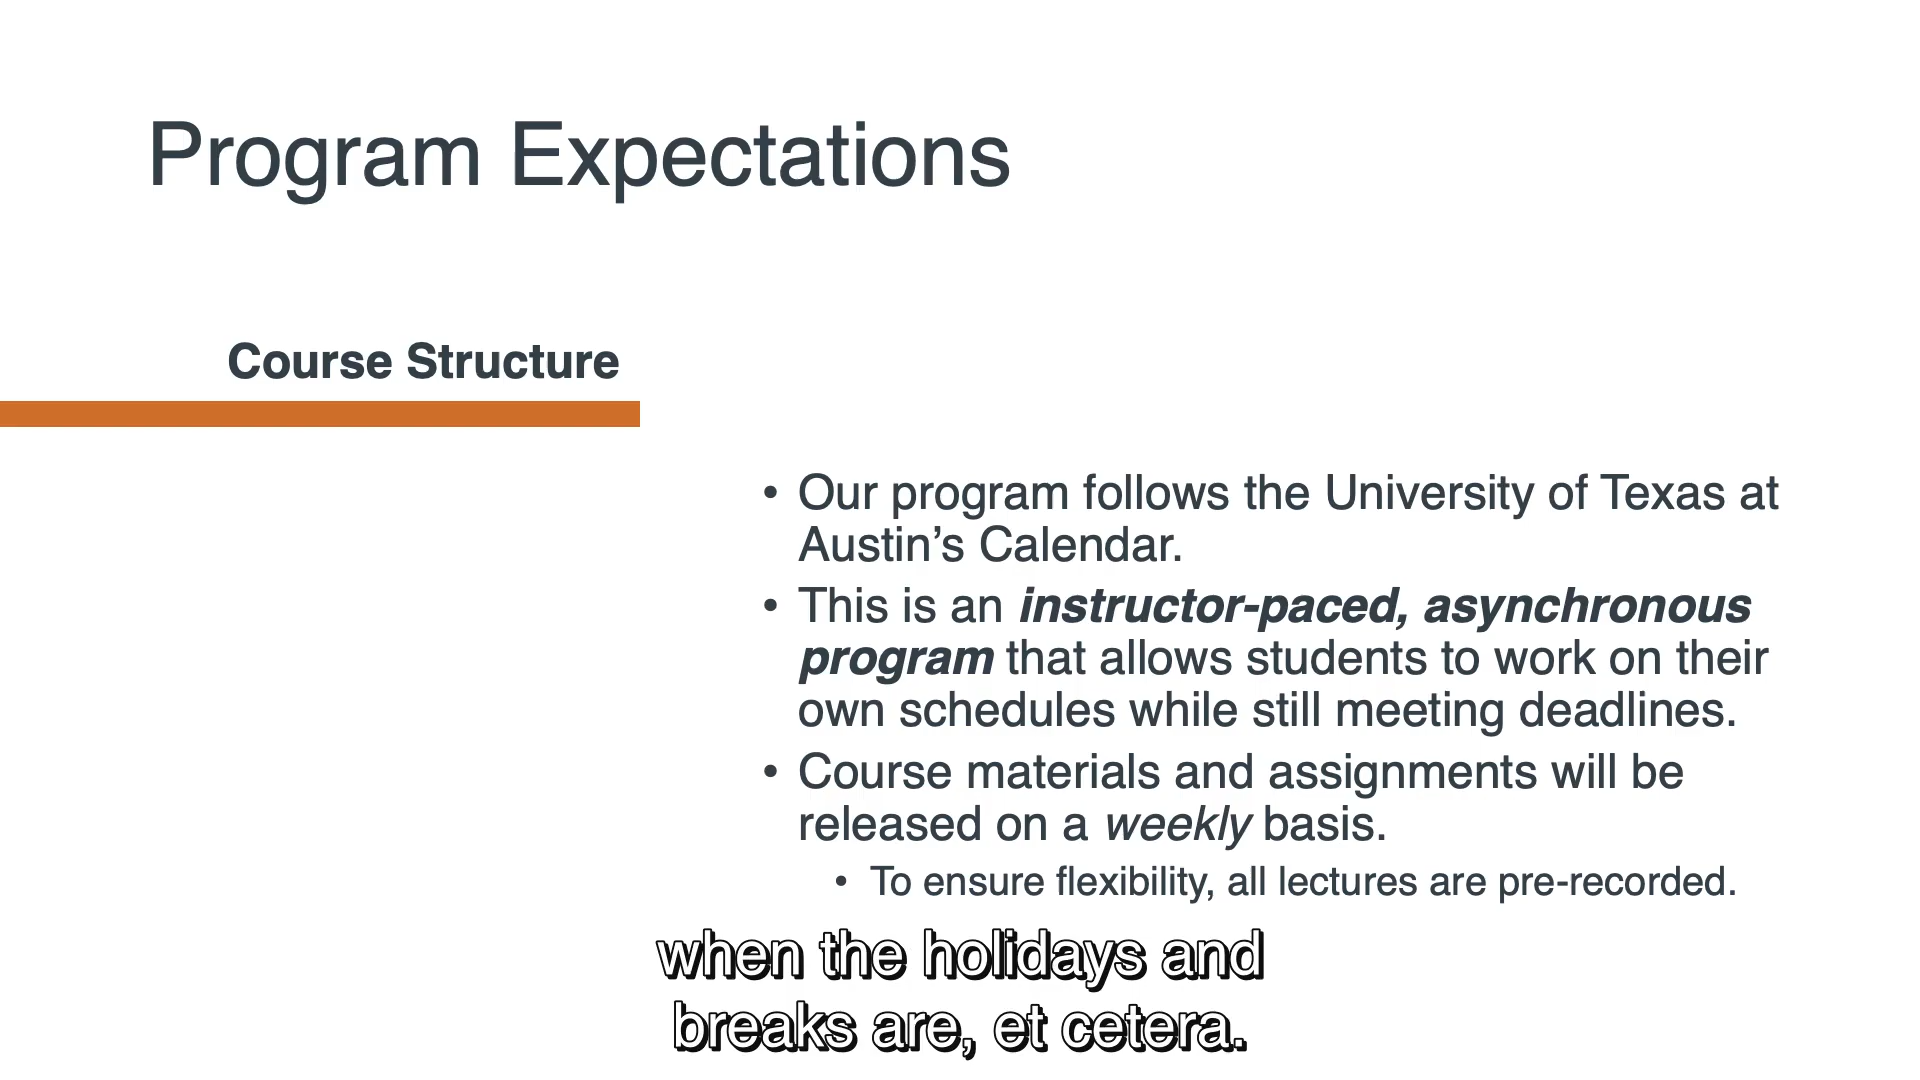 Program Expectations
Course Structure
• Our program follows the University of Texas at
Austin’s Calendar.
• This is an instructor-paced, asynchronous
program that allows students to work on their
own schedules while still meeting deadlines.
• Course materials and assignments will be
released on a weekly basis.
• To ensure flexibility, all lectures are pre-recorded.
when the holidays and
breaks are, et cetera.